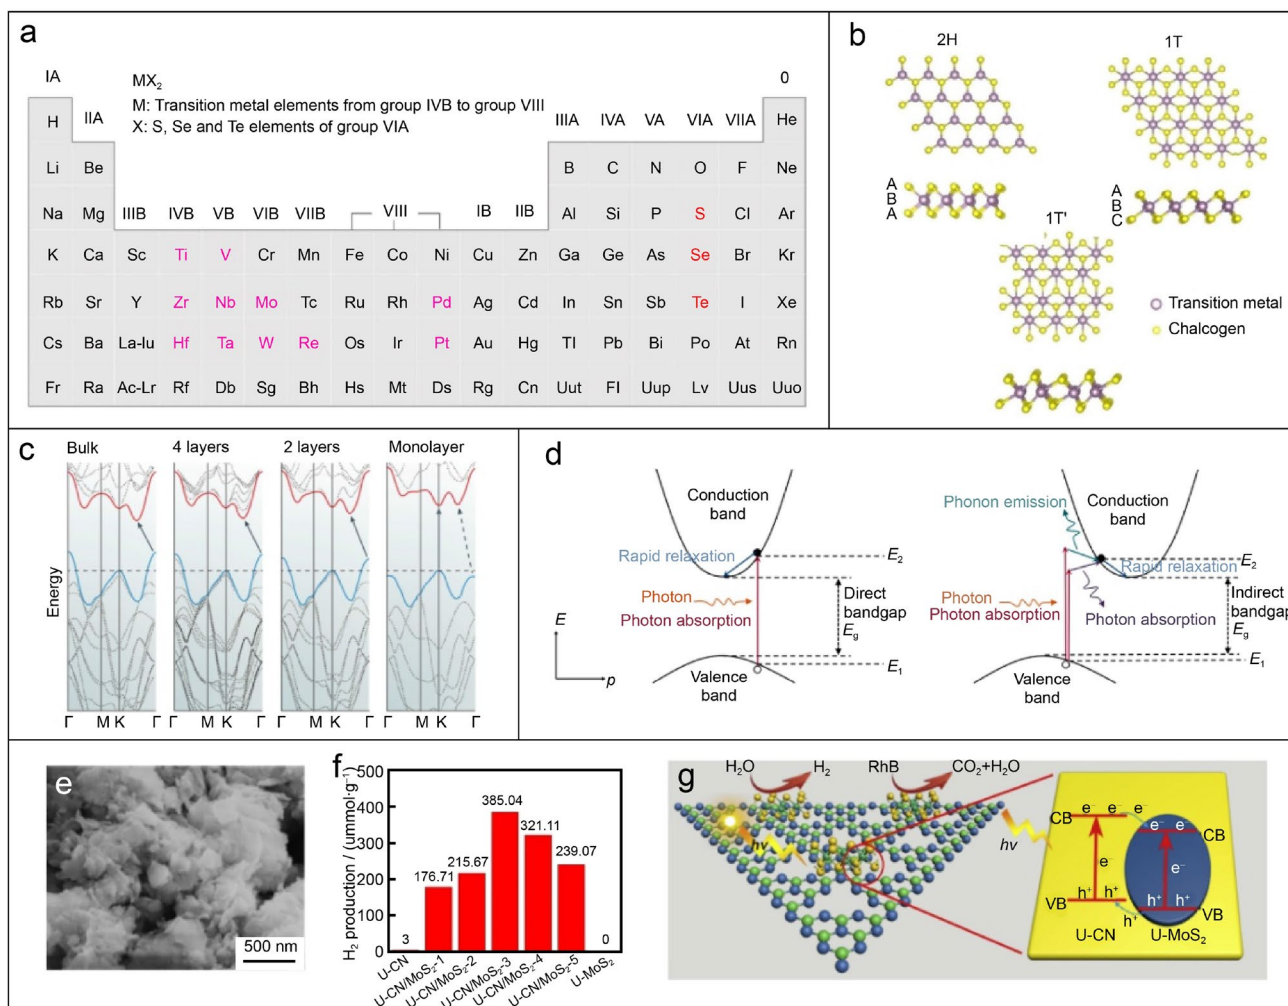 a
MX2
M: Transition metal elements from group IVB to group VIII
X: S, Se and Te elements of group VIA
IA
0
H IIA IIIA IVA VA VIA VIIA He
Li Be B C N O F Ne
Na Mg IIIB IVB VB VIB VIIB VIII IB IIB Al Si P S Cl Ar
K Ca Sc Ti V Cr Mn Fe Co Ni Cu Zn Ga Ge As Se Br Kr
Rb Sr Y Zr Nb Mo Tc Ru Rh Pd Ag Cd In Sn Sb Te I Xe
Cs Ba La-Iu Hf Ta W Re Os Ir Pt Au Hg Tl Pb Bi Po At Rn
Fr Ra Ac-Lr Rf Db Sg Bh Hs Mt Ds Rg Cn Uut Fl Uup Lv Uus Uuo
b
2H
1T
A
B
A
A
B
C
1T'
Transition metal
Chalcogen
c
Bulk
4 layers
2 layers
Monolayer
Energy
Γ M K Γ
Γ M K Γ
Γ M K Γ
Γ M K Γ
d
E
p
Conduction
band
Rapid relaxation
E2
Photon
Photon absorption
Direct
bandgap
Eg
E1
Valence
band
Phonon emission
Conduction
band
E2
Rapid relaxation
Photon
Photon absorption
Photon absorption
Indirect
bandgap
Eg
E1
Valence
band
e
500 nm
f
H2 production / (ummol·g-1)
500
400
300
200
100
0
3
176.71
215.67
385.04
321.11
239.07
0
U-CN
U-CN/MoS2-1
U-CN/MoS2-2
U-CN/MoS2-3
U-CN/MoS2-4
U-CN/MoS2-5
U-MoS2
g
H2O
H2
RhB
CO2+H2O
hv
hv
CB
e- e- e-
e- e-
CB
e-
e-
h+ h+
h+ h+
VB
h+
VB
U-CN
U-MoS2